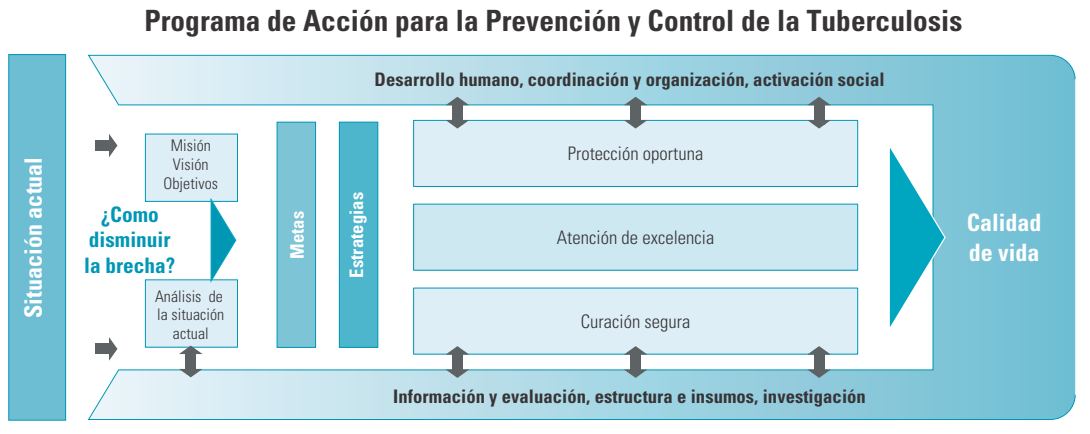 Programa de Acción para la Prevención y Control de la Tuberculosis
Situación actual
Desarrollo humano, coordinación y organización, activación social
Misión
Visión
Objetivos
¿Como
disminuir
la brecha?
Análisis de
la situación
actual
Metas
Estrategias
Protección oportuna
Atención de excelencia
Curación segura
Calidad
de vida
Información y evaluación, estructura e insumos, investigación